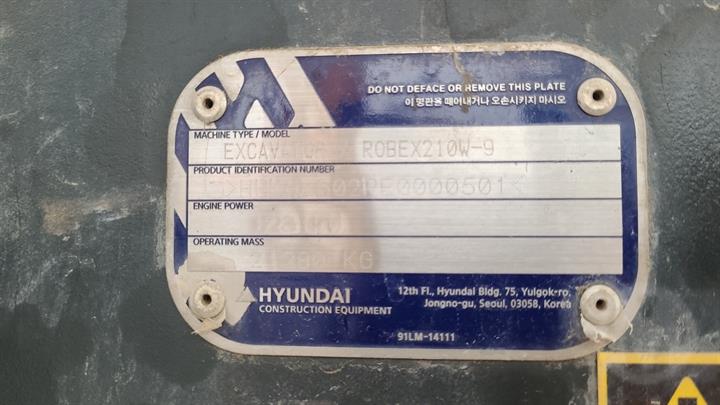 DO NOT DEFACE OR REMOVE THIS PLATE
이 명판을 떼어내거나 오손시키지 마시오
MACHINE TYPE / MODEL
ROBEX210W-9
PRODUCT IDENTIFICATION NUMBER
ENGINE POWER
OPERATING MASS
KG
HYUNDAI
CONSTRUCTION EQUIPMENT
12th Fl., Hyundai Bldg. 75, Yulgok-ro,
Jongno-gu, Seoul, 03058, Korea
91LM-14111